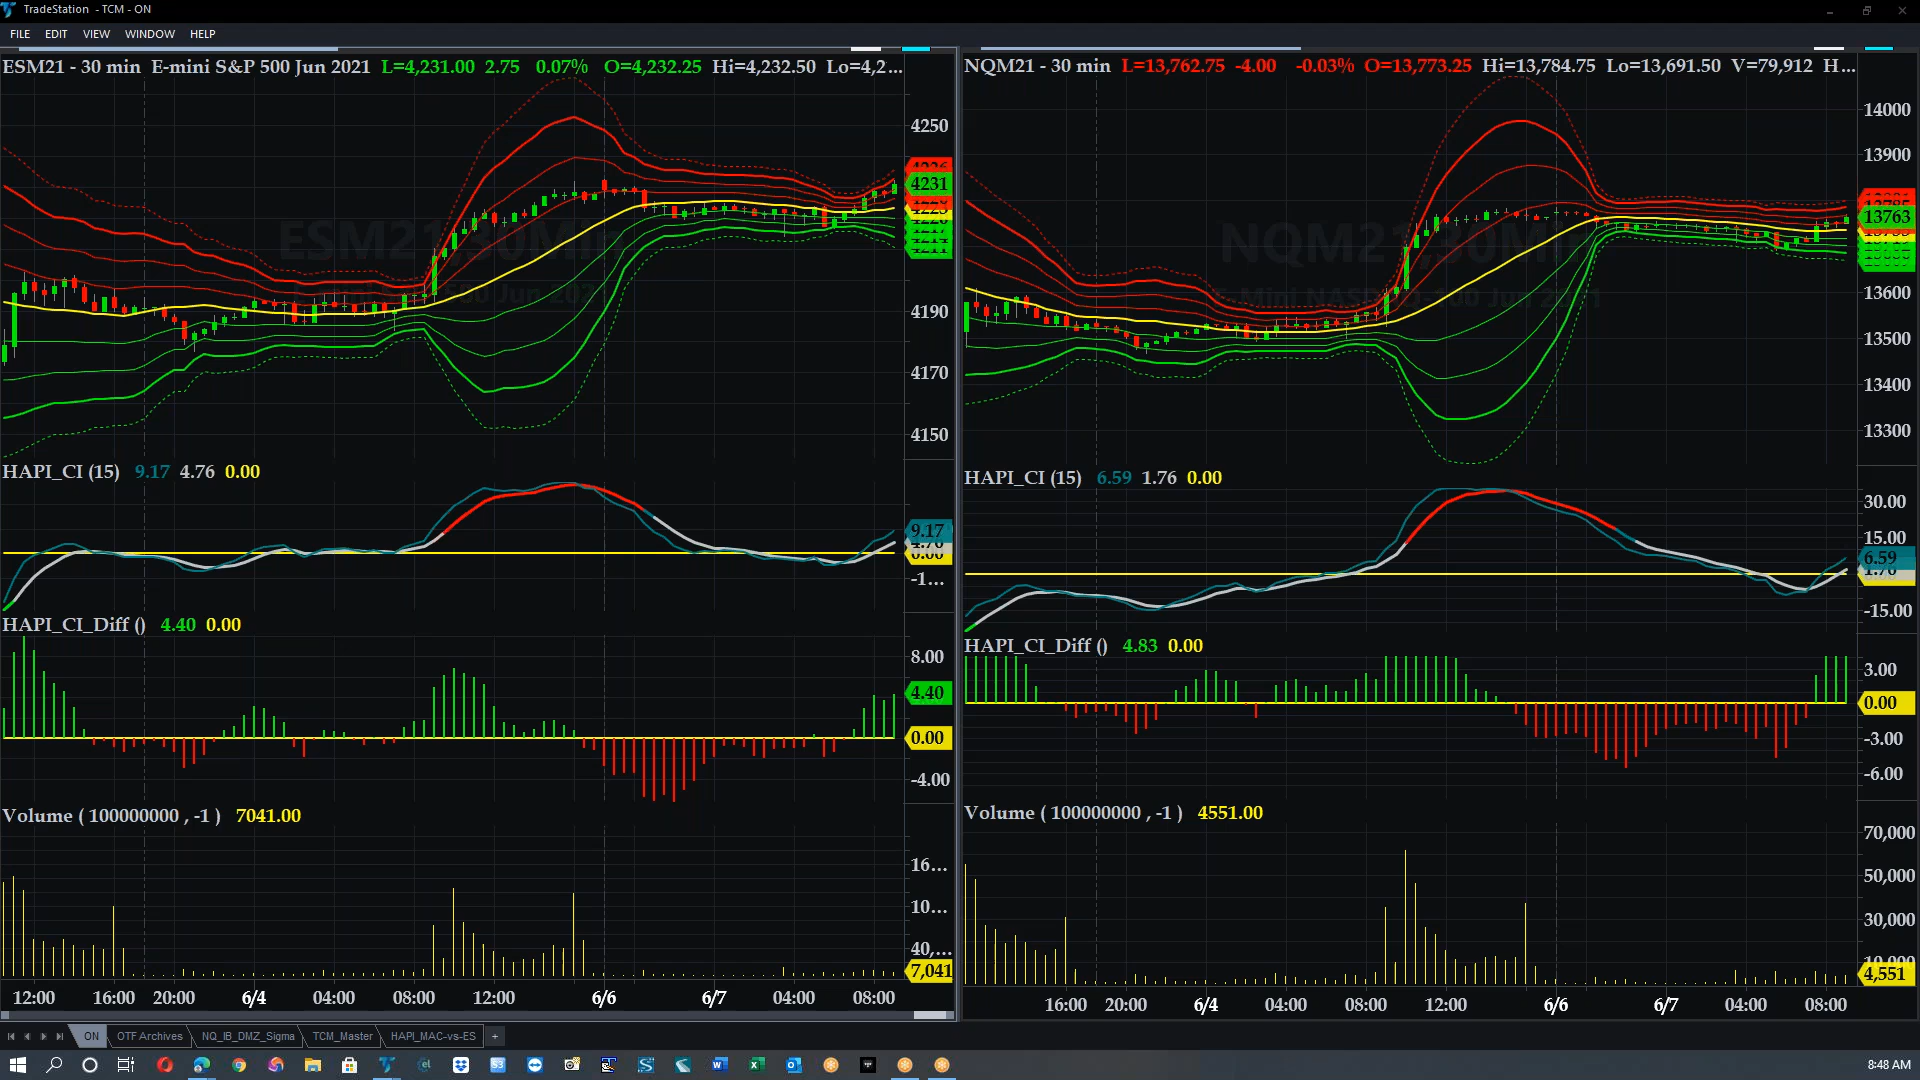 TradeStation - TCM - ON
FILE EDIT VIEW WINDOW HELP
ESM21 - 30 min E-mini S&P 500 Jun 2021 L=4,231.00 2.75 0.07% O=4,232.25 Hi=4,232.50 Lo=4,2...
4250
4231
4190
4170
4150
HAPI_CI (15) 9.17 4.76 0.00
9.17
0.00
-1...
HAPI_CI_Diff () 4.40 0.00
8.00
4.40
0.00
-4.00
Volume ( 100000000 , -1 ) 7041.00
16...
10...
40,...
7,041
12:00 16:00 20:00 6/4 04:00 08:00 12:00 6/6 6/7 04:00 08:00
NQM21 - 30 min L=13,762.75 -4.00 -0.03% O=13,773.25 Hi=13,784.75 Lo=13,691.50 V=79,912 H...
14000
13900
13763
13600
13500
13400
13300
HAPI_CI (15) 6.59 1.76 0.00
30.00
15.00
6.59
-15.00
HAPI_CI_Diff () 4.83 0.00
3.00
0.00
-3.00
-6.00
Volume ( 100000000 , -1 ) 4551.00
70,000
50,000
30,000
10,000
4,551
16:00 20:00 6/4 04:00 08:00 12:00 6/6 6/7 04:00 08:00
ON OTF Archives NQ_IB_DMZ_Sigma TCM_Master HAPI_MAC-vs-ES +
8:48 AM